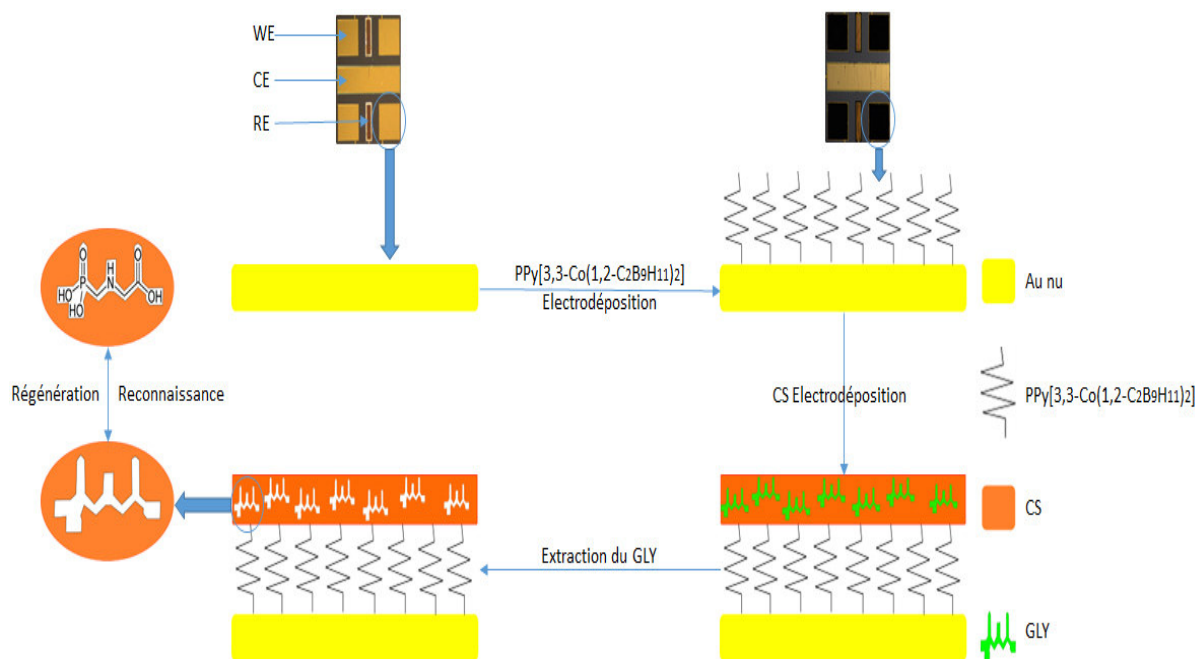 WE
CE
RE
PPy[3,3-Co(1,2-C2B9H11)2]
Electrodéposition
Au nu
O
H
O
P
N
HO
OH
HO
Régénération
Reconnaissance
CS Electrodéposition
PPy[3,3-Co(1,2-C2B9H11)2]
CS
Extraction du GLY
GLY